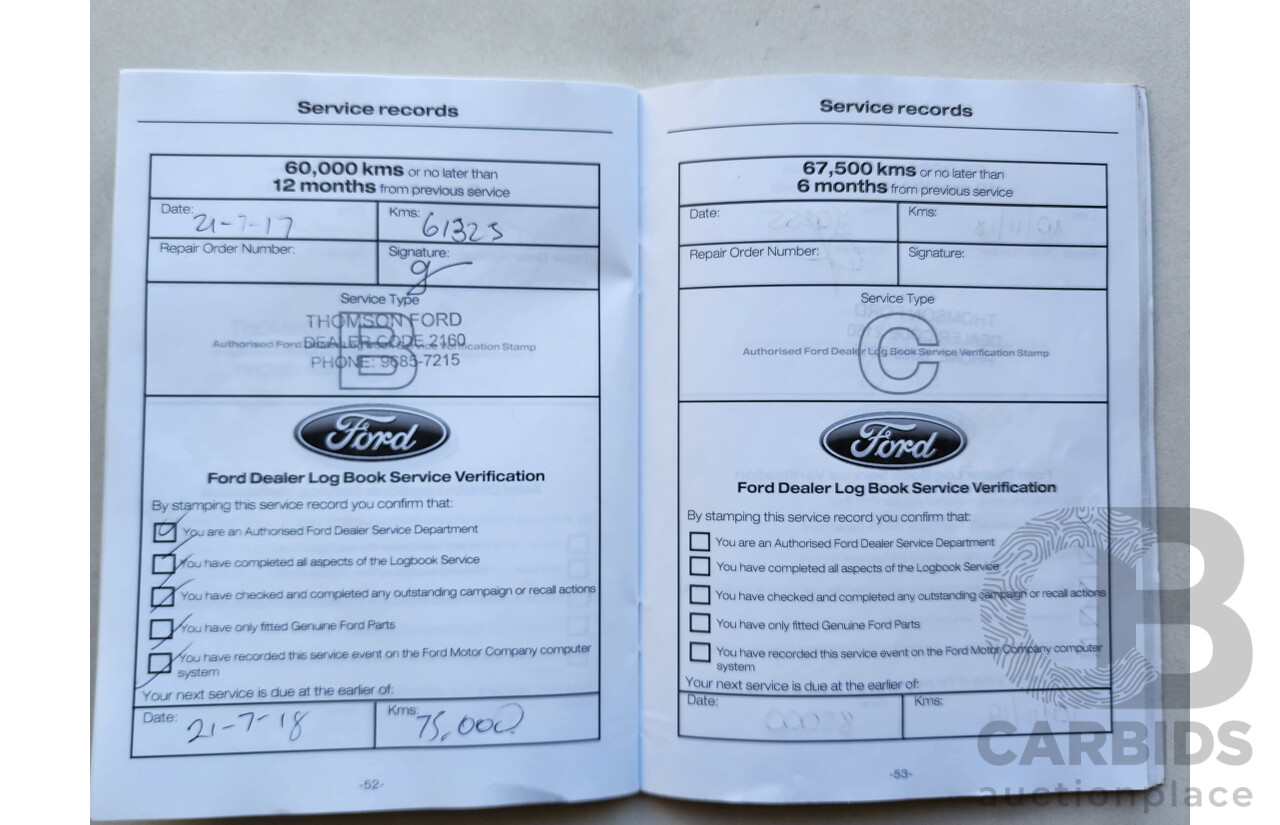 Service records
60,000 kms or no later than
12 months from previous service
Date: 21-7-17
Kms: 61325
Repair Order Number:
Signature:
Service Type
B
THOMSON FORD
DEALER CODE 2160
PHONE: 9685-7215
Authorised Ford Dealer Log Book Service Verification Stamp
Ford
Ford Dealer Log Book Service Verification
By stamping this service record you confirm that:
You are an Authorised Ford Dealer Service Department
You have completed all aspects of the Logbook Service
You have checked and completed any outstanding campaign or recall actions
You have only fitted Genuine Ford Parts
You have recorded this service event on the Ford Motor Company computer
system
Your next service is due at the earlier of:
Date: 21-7-18
Kms: 75,000
-52-
Service records
67,500 kms or no later than
6 months from previous service
Date:
Kms:
Repair Order Number:
Signature:
Service Type
C
Authorised Ford Dealer Log Book Service Verification Stamp
Ford
Ford Dealer Log Book Service Verification
By stamping this service record you confirm that:
You are an Authorised Ford Dealer Service Department
You have completed all aspects of the Logbook Service
You have checked and completed any outstanding campaign or recall actions
You have only fitted Genuine Ford Parts
You have recorded this service event on the Ford Motor Company computer
system
Your next service is due at the earlier of:
Date:
Kms:
-53-
CB
CARBIDS
auctionplace